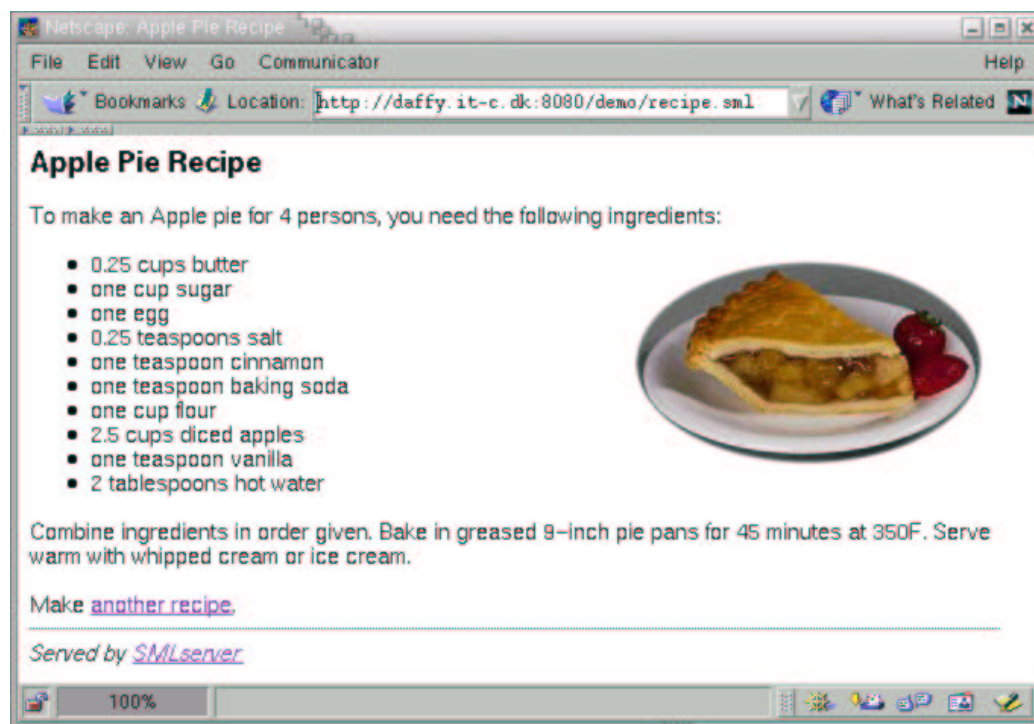 Netscape: Apple Pie Recipe
File Edit View Go Communicator Help
Bookmarks Location: http://daffy.it-c.dk:8080/demo/recipe.sml What's Related N
Apple Pie Recipe
To make an Apple pie for 4 persons, you need the following ingredients:
• 0.25 cups butter
• one cup sugar
• one egg
• 0.25 teaspoons salt
• one teaspoon cinnamon
• one teaspoon baking soda
• one cup flour
• 2.5 cups diced apples
• one teaspoon vanilla
• 2 tablespoons hot water
Combine ingredients in order given. Bake in greased 9-inch pie pans for 45 minutes at 350F. Serve
warm with whipped cream or ice cream.
Make another recipe.
Served by SMLserver
100%